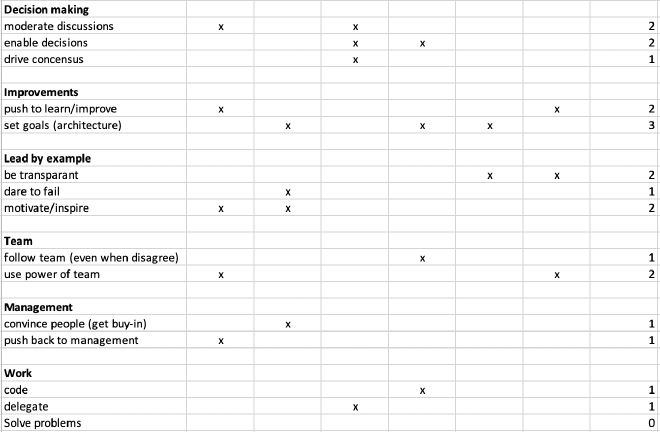 Decision making
moderate discussions x x 2
enable decisions x x 2
drive concensus x 1
Improvements
push to learn/improve x x 2
set goals (architecture) x x x 3
Lead by example
be transparant x x 2
dare to fail x 1
motivate/inspire x x 2
Team
follow team (even when disagree) x 1
use power of team x x 2
Management
convince people (get buy-in) x 1
push back to management x 1
Work
code x 1
delegate x 1
Solve problems 0